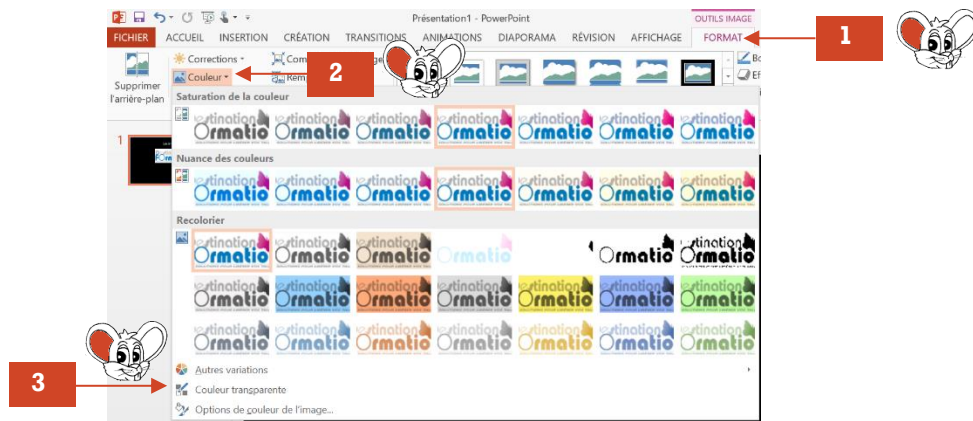 Présentation1 - PowerPoint
OUTILS IMAGE
FICHIER ACCUEIL INSERTION CRÉATION TRANSITIONS ANIMATIONS DIAPORAMA RÉVISION AFFICHAGE FORMAT
1
Corrections
Couleur
2
Supprimer
l'arrière-plan
Saturation de la couleur
1
Nuance des couleurs
Recolorier
Autres variations
Couleur transparente
Options de couleur de l'image...
3